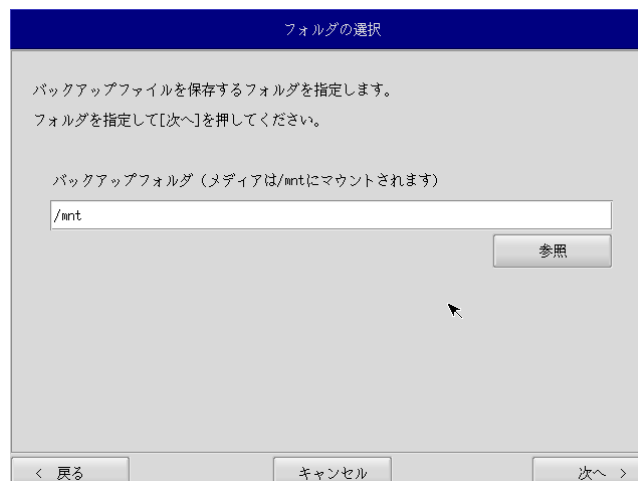 フォルダの選択
バックアップファイルを保存するフォルダを指定します。
フォルダを指定して[次へ]を押してください。
バックアップフォルダ（メディアは/mntにマウントされます）
/mnt
参照
< 戻る
キャンセル
次へ >